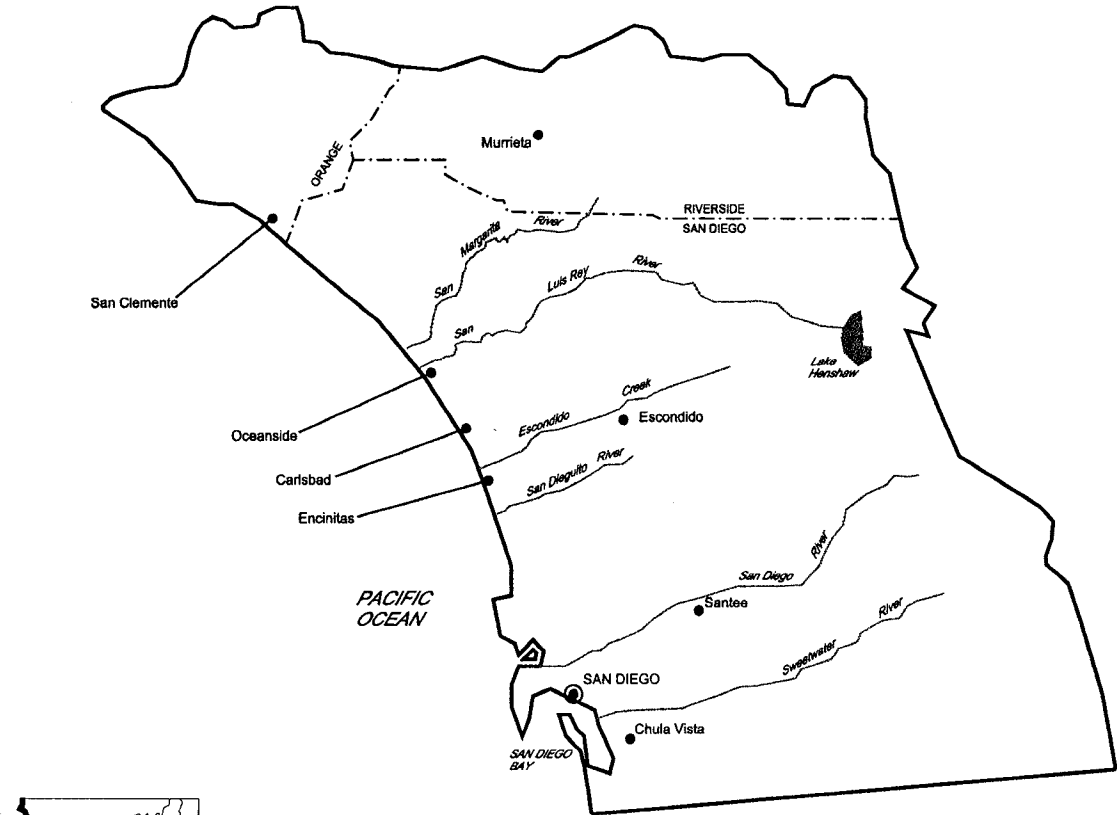 Murrieta
ORANGE
RIVERSIDE
SAN DIEGO
San Margarita River
San Luis Rey River
San Clemente
Lake
Henshaw
Oceanside
Escondido Creek
Escondido
Carlsbad
San Dieguito River
Encinitas
PACIFIC
OCEAN
San Diego River
Santee
Sweetwater River
SAN DIEGO
Chula Vista
SAN DIEGO
BAY